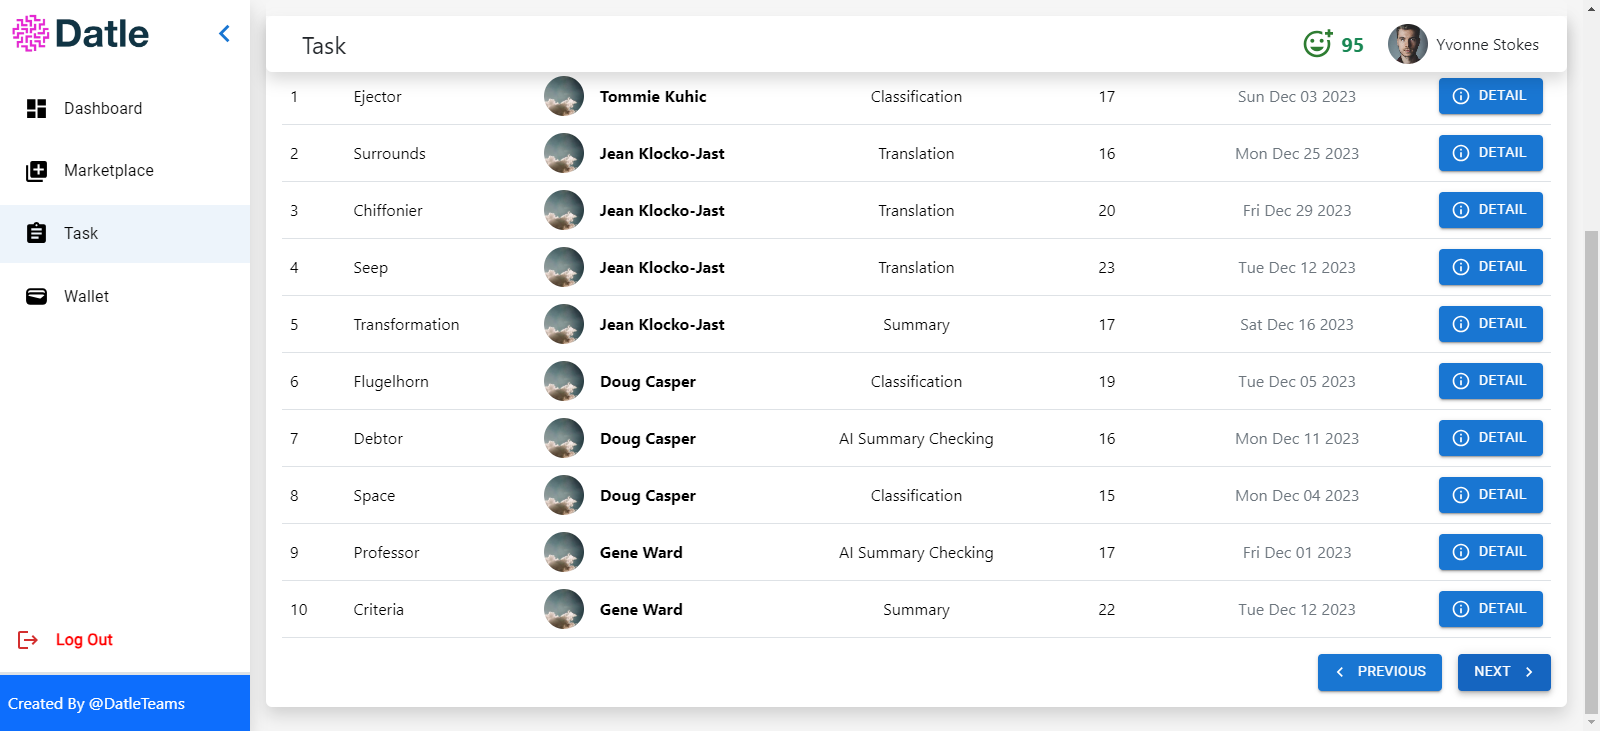 Datle
Task
95
Yvonne Stokes
Dashboard
Marketplace
Task
Wallet
Log Out
Created By @DatleTeams
1 Ejector Tommie Kuhic Classification 17 Sun Dec 03 2023 DETAIL
2 Surrounds Jean Klocko-Jast Translation 16 Mon Dec 25 2023 DETAIL
3 Chiffonier Jean Klocko-Jast Translation 20 Fri Dec 29 2023 DETAIL
4 Seep Jean Klocko-Jast Translation 23 Tue Dec 12 2023 DETAIL
5 Transformation Jean Klocko-Jast Summary 17 Sat Dec 16 2023 DETAIL
6 Flugelhorn Doug Casper Classification 19 Tue Dec 05 2023 DETAIL
7 Debtor Doug Casper AI Summary Checking 16 Mon Dec 11 2023 DETAIL
8 Space Doug Casper Classification 15 Mon Dec 04 2023 DETAIL
9 Professor Gene Ward AI Summary Checking 17 Fri Dec 01 2023 DETAIL
10 Criteria Gene Ward Summary 22 Tue Dec 12 2023 DETAIL
PREVIOUS NEXT